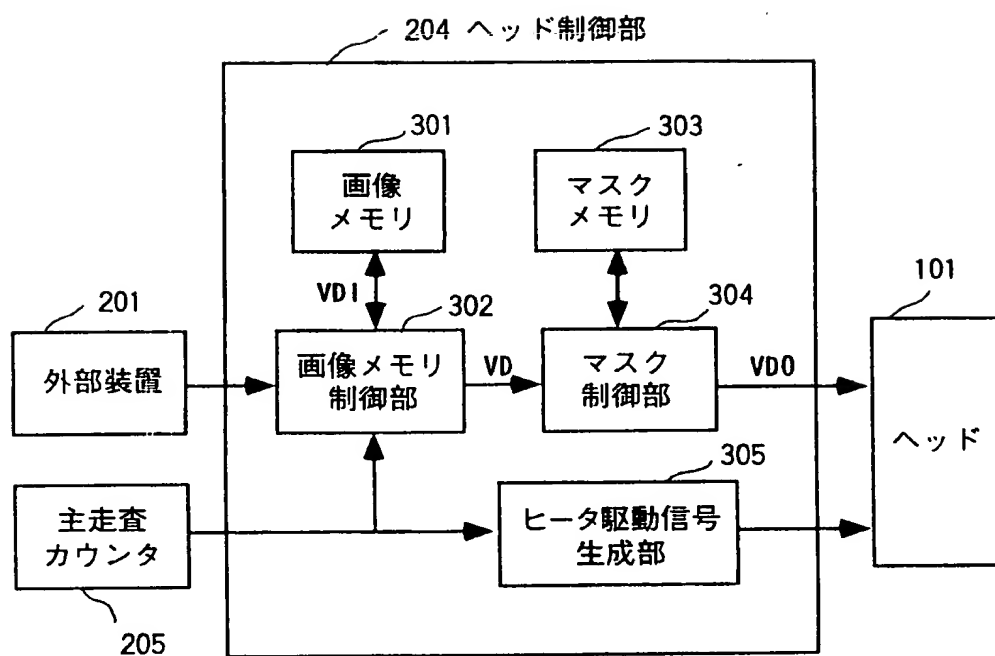 204 ヘッド制御部
301
画像
メモリ
303
マスク
メモリ
VDI
201
外部装置
302
画像メモリ
制御部
VD
304
マスク
制御部
VDO
101
ヘッド
主走査
カウンタ
205
305
ヒータ駆動信号
生成部